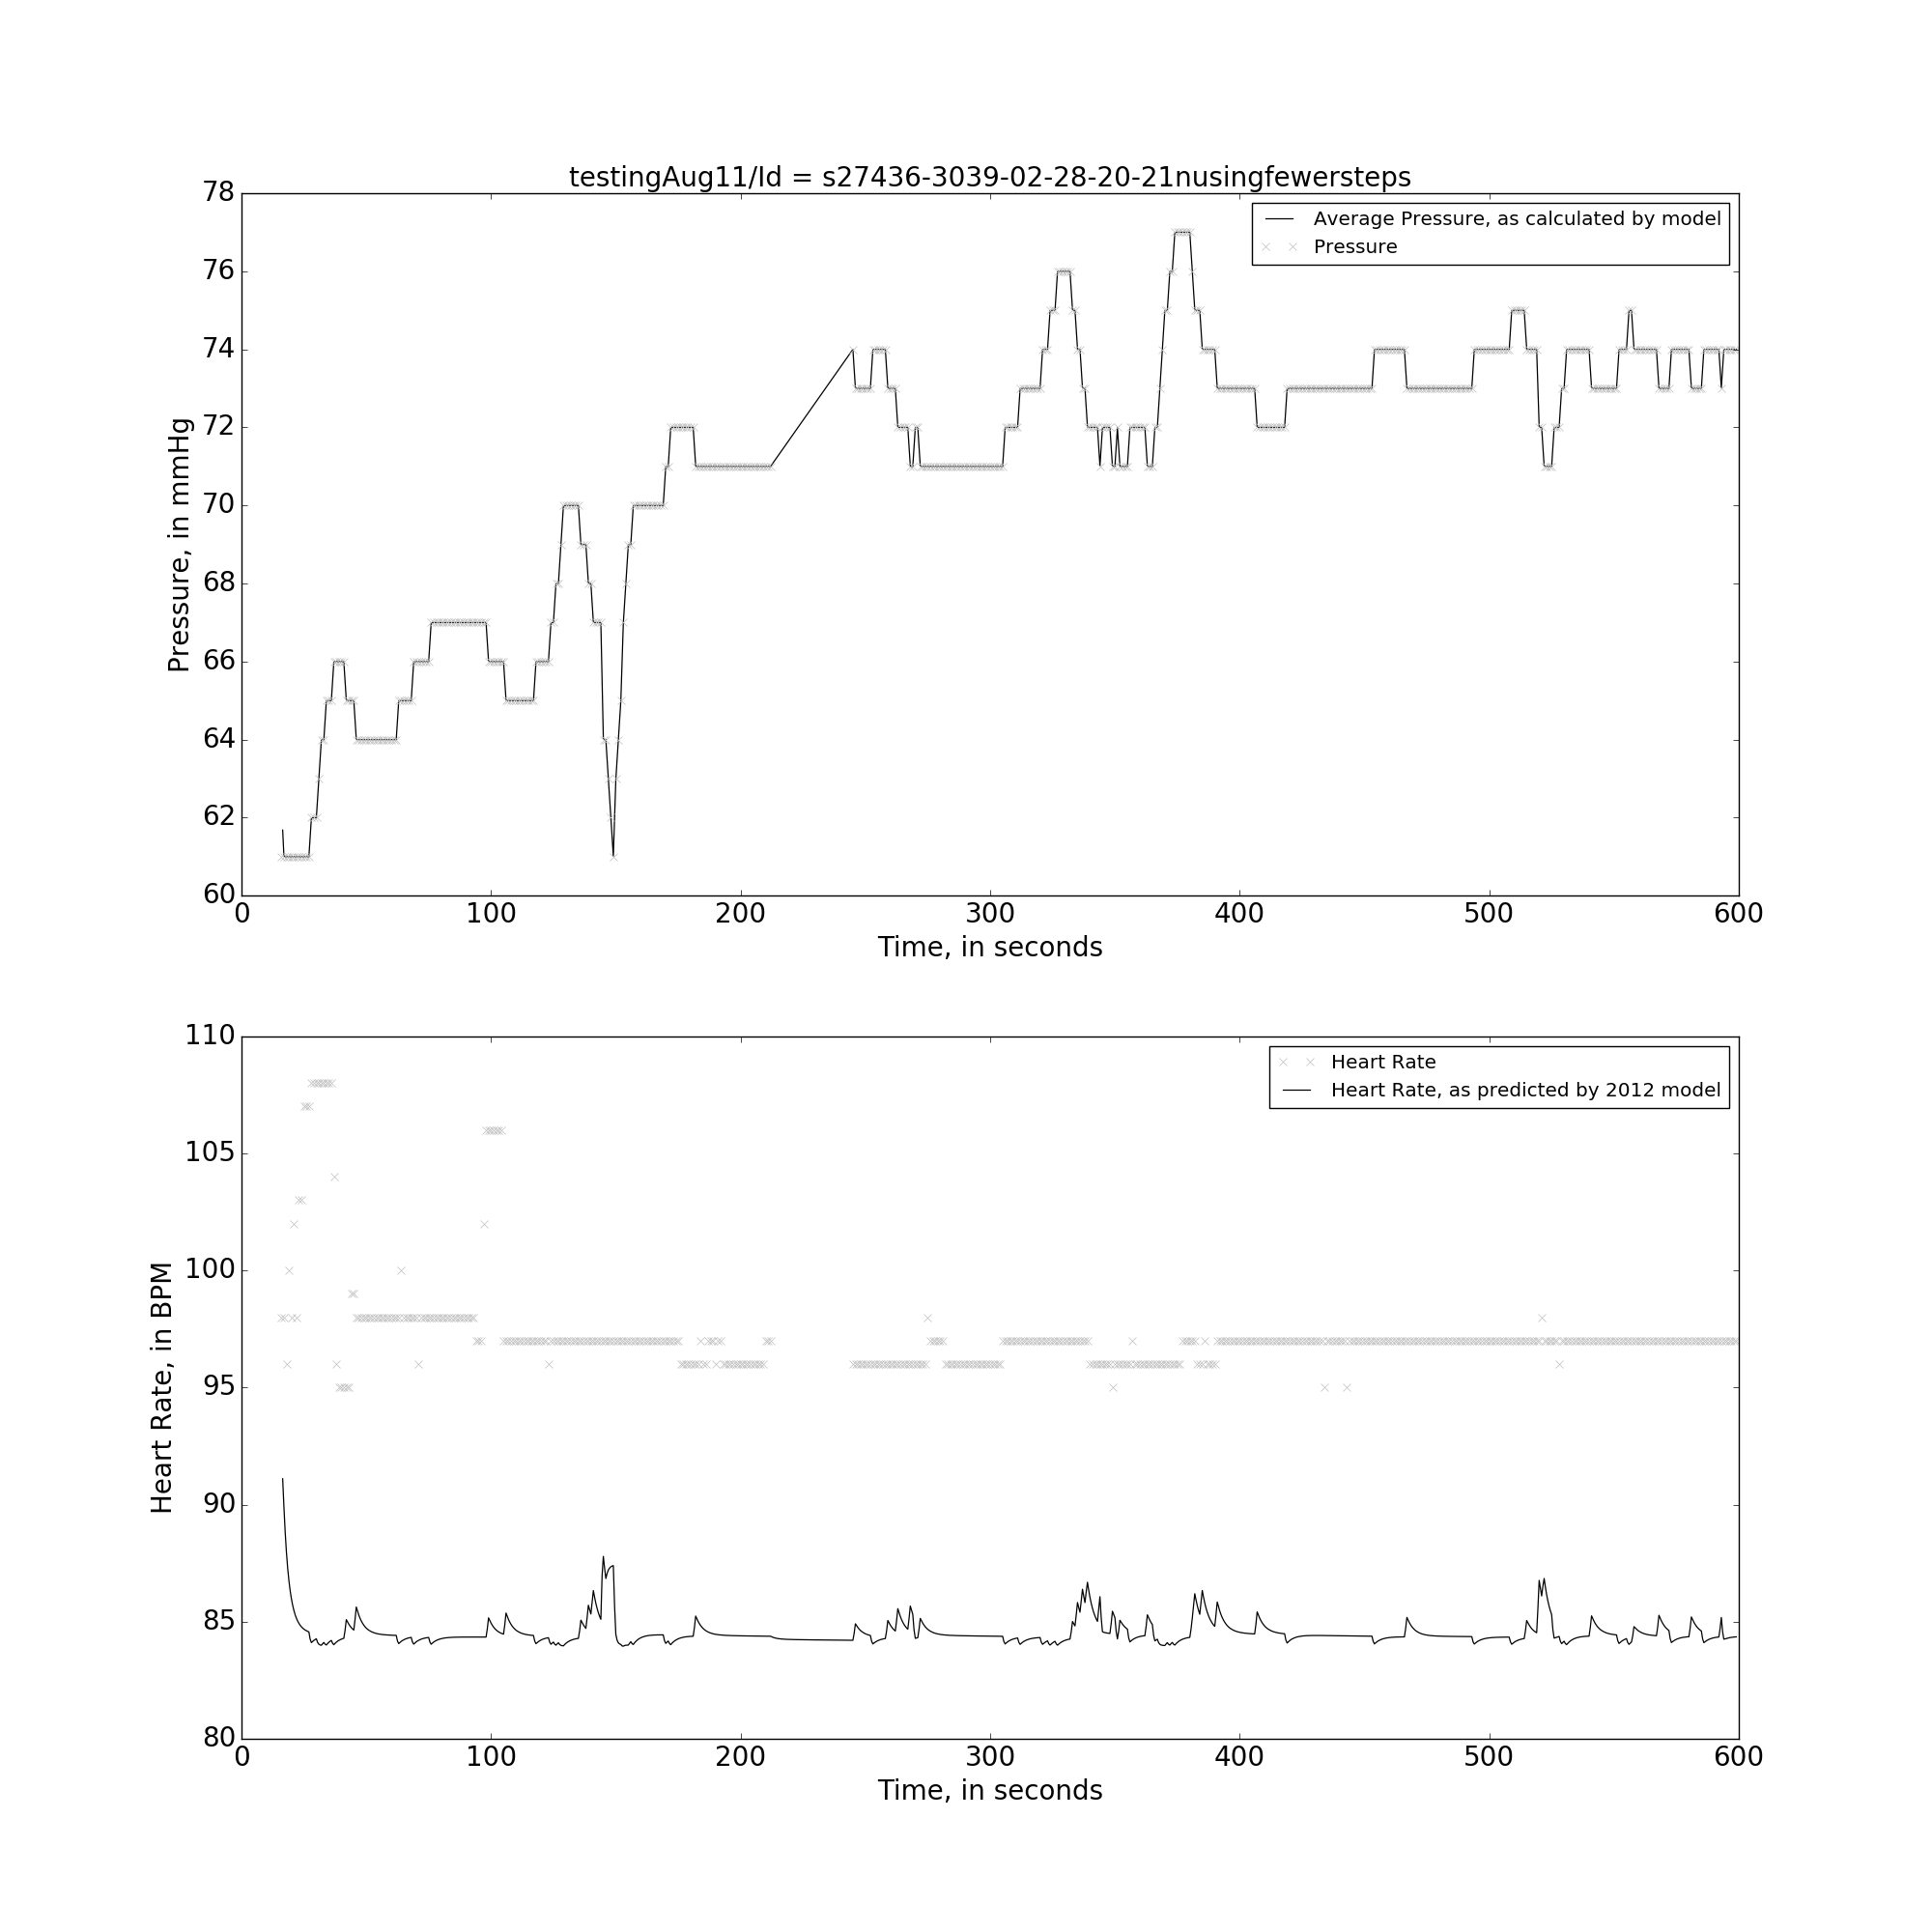 testingAug11/Id = s27436-3039-02-28-20-21nusingfewersteps
78
76
74
72
70
68
66
64
62
60
Pressure, in mmHg
Average Pressure, as calculated by model
Pressure
0 100 200 300 400 500 600
Time, in seconds
110
105
100
95
90
85
80
Heart Rate, in BPM
Heart Rate
Heart Rate, as predicted by 2012 model
0 100 200 300 400 500 600
Time, in seconds